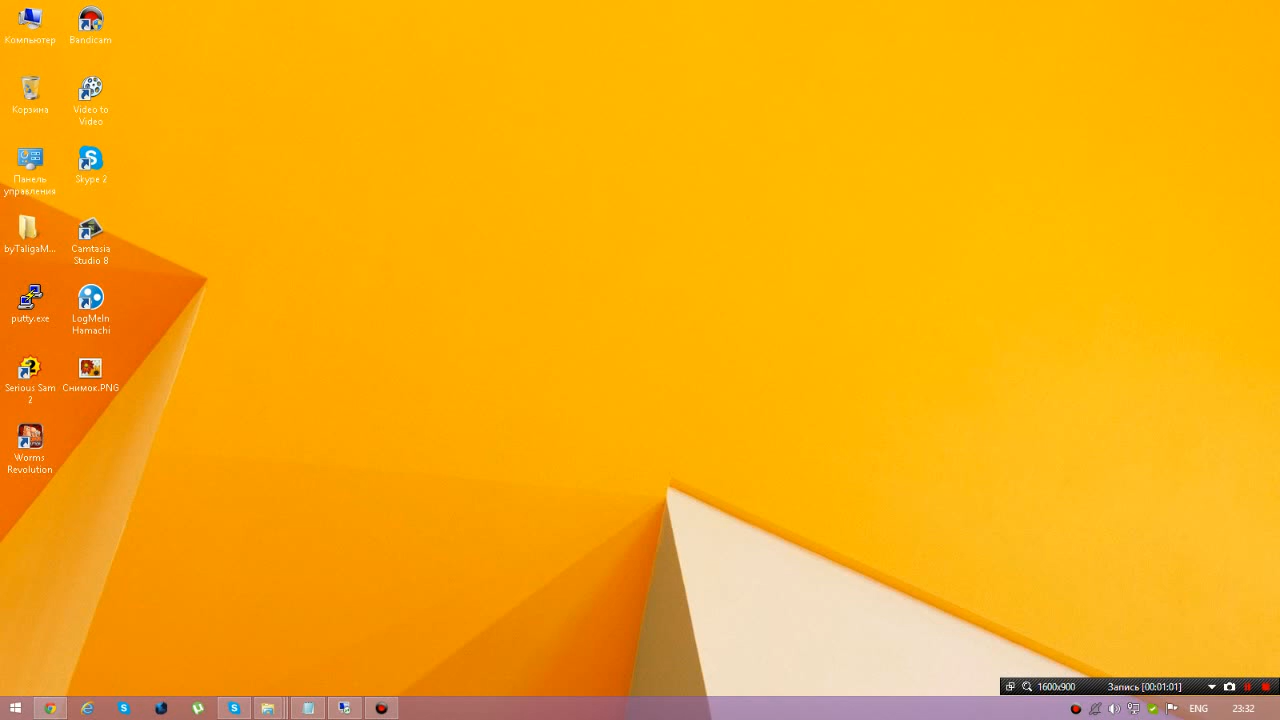 Компьютер
Bandicam
Корзина
Video to
Video
Панель
управления
Skype 2
byTaligaM...
Camtasia
Studio 8
putty.exe
LogMeIn
Hamachi
Serious Sam
2
Снимок.PNG
Worms
Revolution
1600x900
Запись [00:01:01]
ENG
23:32